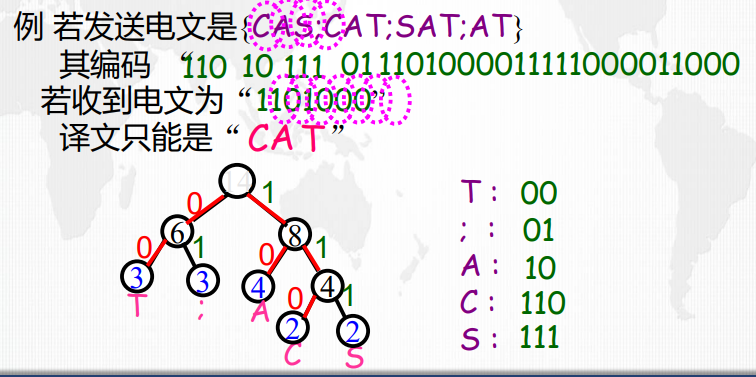 例 若发送电文是{CAS;CAT;SAT;AT}
其编码 “110 10 111 011101000011111000011000
若收到电文为“1101000”
译文只能是“CAT”
14
0 1
6 8
0 1 0 1
3 3 4 4
T ; A 0 1
2 2
C S
T : 00
; : 01
A : 10
C : 110
S : 111